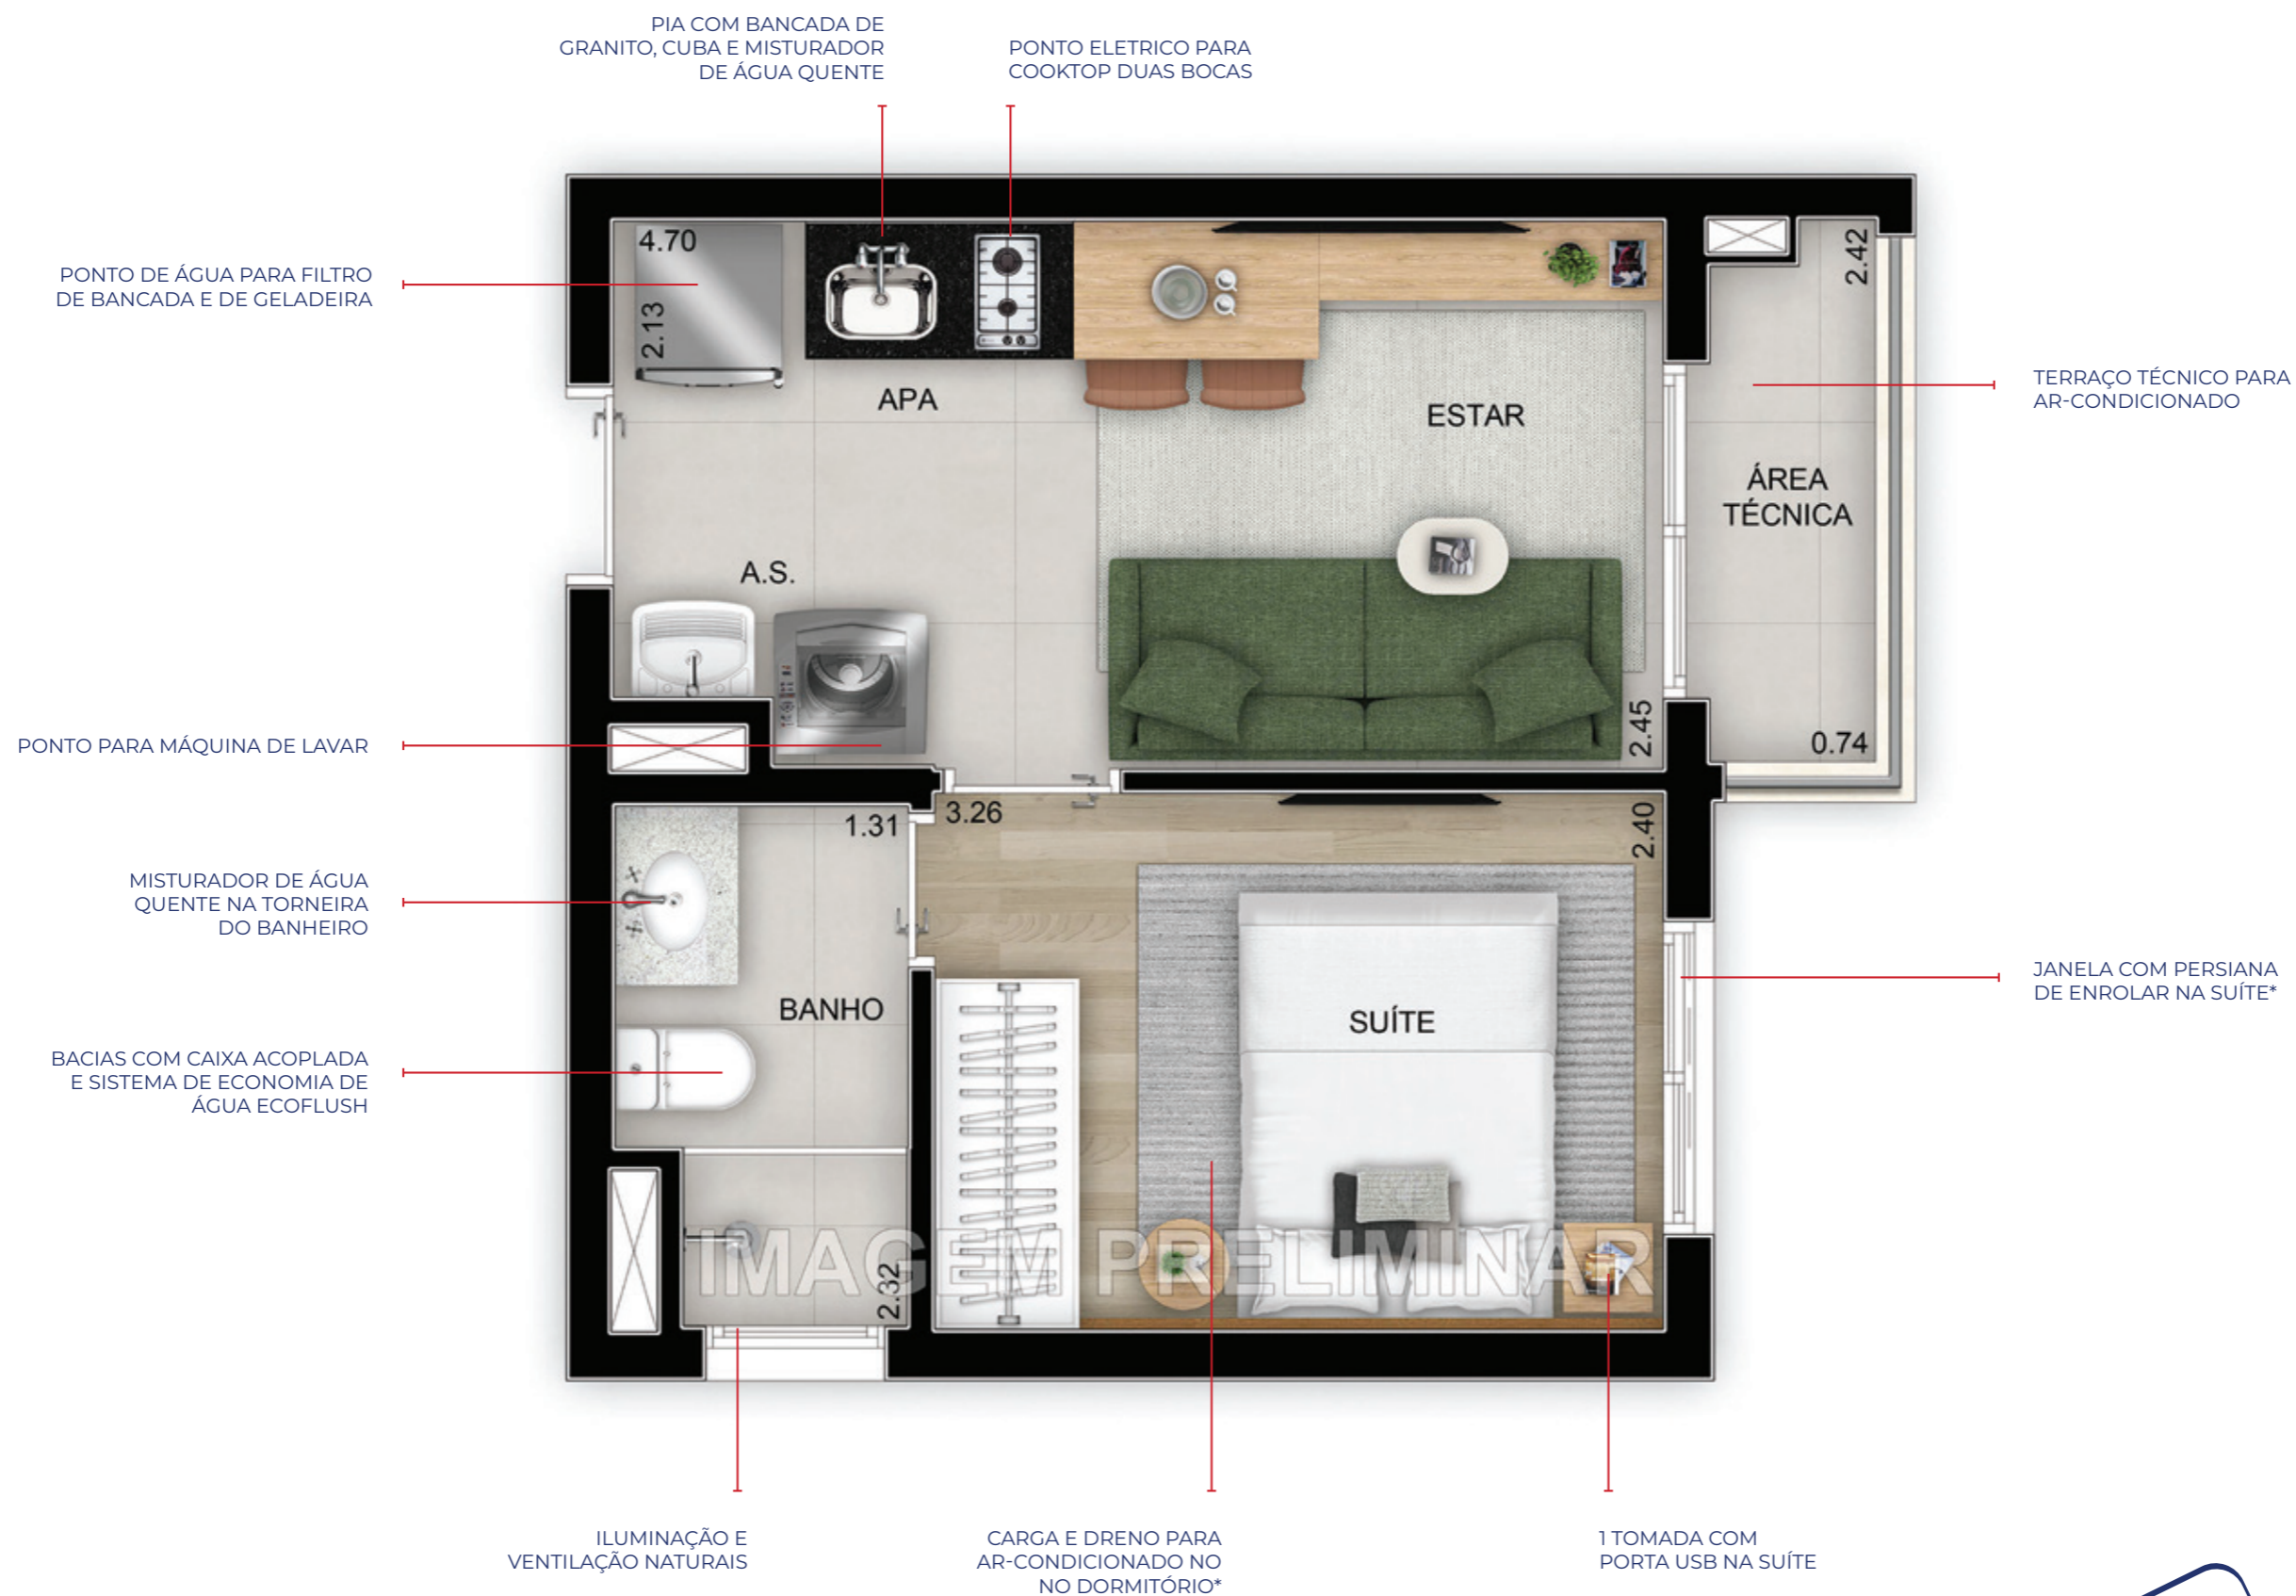 PIA COM BANCADA DE
GRANITO, CUBA E MISTURADOR
DE ÁGUA QUENTE
PONTO ELETRICO PARA
COOKTOP DUAS BOCAS
PONTO DE ÁGUA PARA FILTRO
DE BANCADA E DE GELADEIRA
4.70
2.13
2.42
APA
ESTAR
TERRAÇO TÉCNICO PARA
AR-CONDICIONADO
ÁREA
TÉCNICA
A.S.
2.45
0.74
PONTO PARA MÁQUINA DE LAVAR
1.31
3.26
2.40
MISTURADOR DE ÁGUA
QUENTE NA TORNEIRA
DO BANHEIRO
BANHO
SUÍTE
JANELA COM PERSIANA
DE ENROLAR NA SUÍTE*
BACIAS COM CAIXA ACOPLADA
E SISTEMA DE ECONOMIA DE
ÁGUA ECOFLUSH
IMAGEM PRELIMINAR
2.32
ILUMINAÇÃO E
VENTILAÇÃO NATURAIS
CARGA E DRENO PARA
AR-CONDICIONADO NO
NO DORMITÓRIO*
1 TOMADA COM
PORTA USB NA SUÍTE